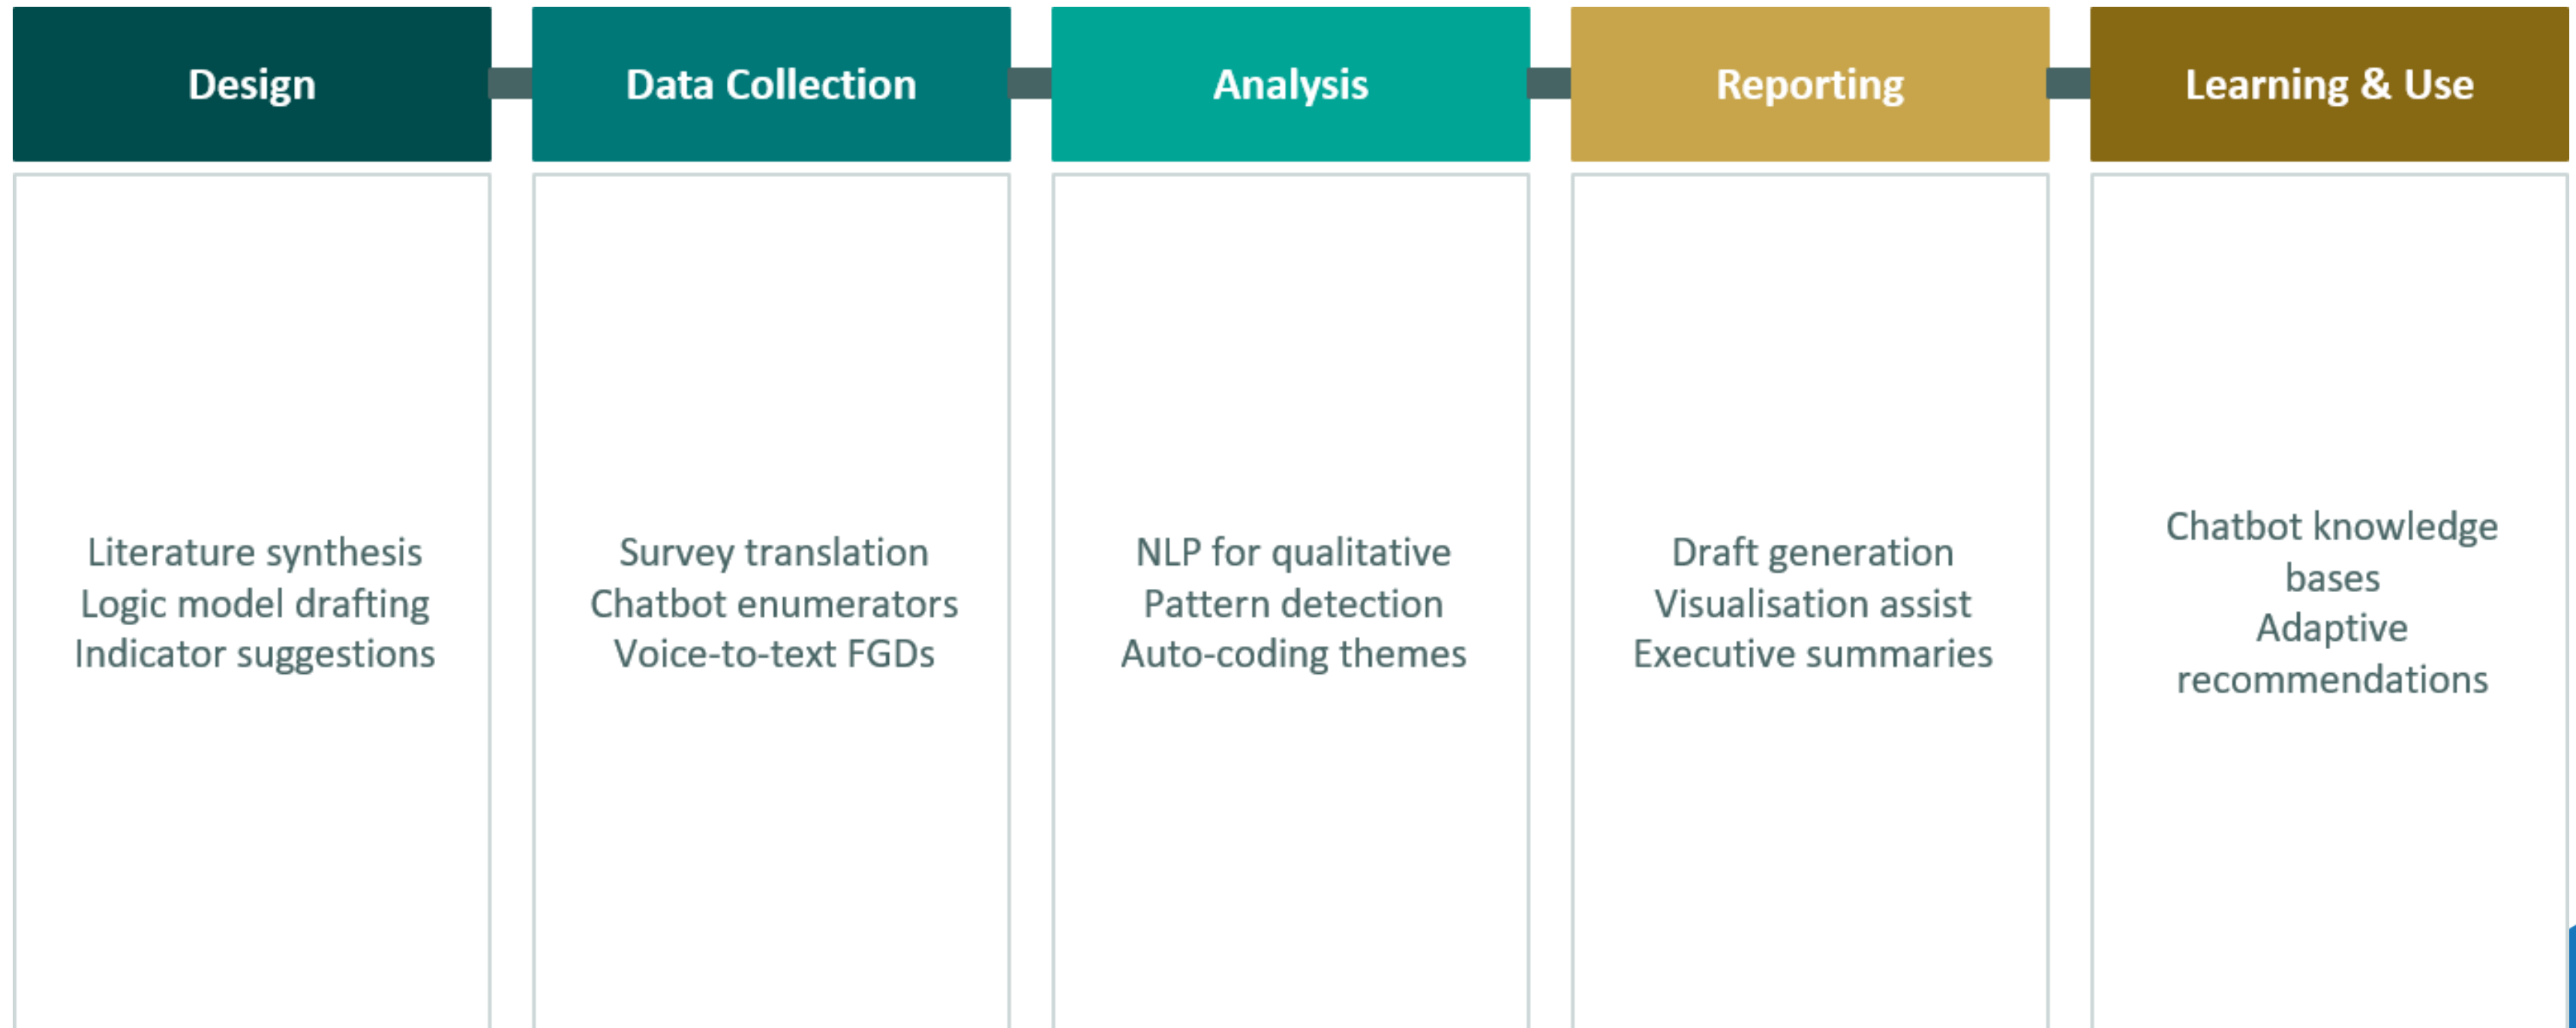 Design
Data Collection
Analysis
Reporting
Learning & Use
Literature synthesis
Logic model drafting
Indicator suggestions
Survey translation
Chatbot enumerators
Voice-to-text FGDs
NLP for qualitative
Pattern detection
Auto-coding themes
Draft generation
Visualisation assist
Executive summaries
Chatbot knowledge
bases
Adaptive
recommendations